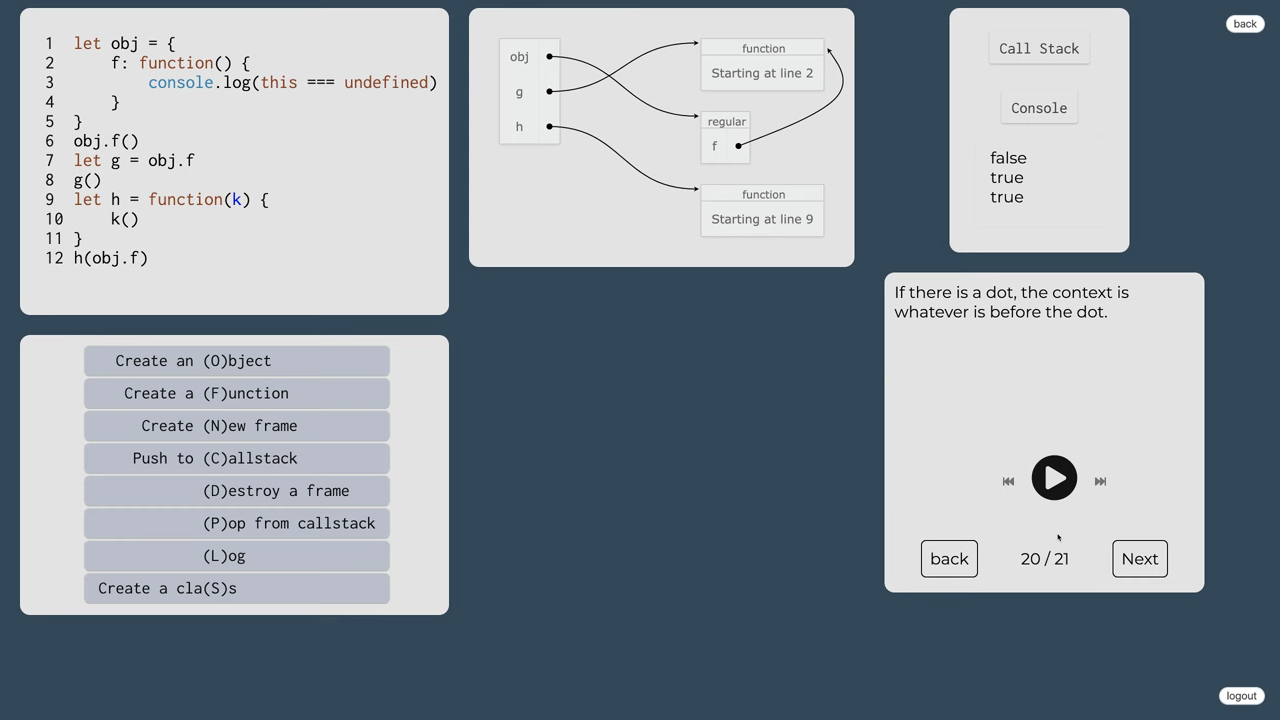 1 let obj = {
2 f: function() {
3 console.log(this === undefined)
4 }
5 }
6 obj.f()
7 let g = obj.f
8 g()
9 let h = function(k) {
10 k()
11 }
12 h(obj.f)
Create an (O)bject
Create a (F)unction
Create (N)ew frame
Push to (C)allstack
(D)estroy a frame
(P)op from callstack
(L)og
Create a cla(S)s
obj
g
h
function
Starting at line 2
regular
f
function
Starting at line 9
Call Stack
Console
false
true
true
back
If there is a dot, the context is
whatever is before the dot.
back
20 / 21
Next
logout